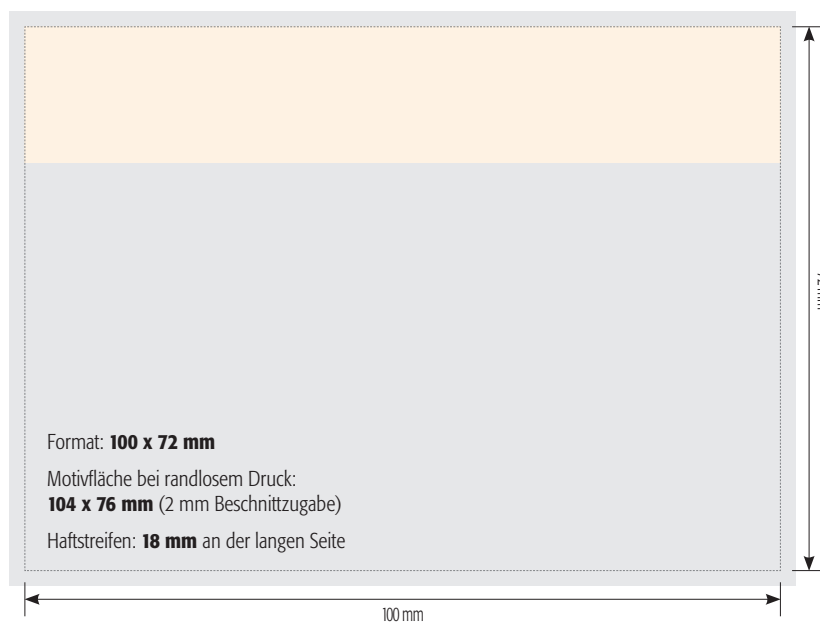 Format: 100 x 72 mm
Motivfläche bei randlosem Druck:
104 x 76 mm (2 mm Beschnittzugabe)
Haftstreifen: 18 mm an der langen Seite
100 mm